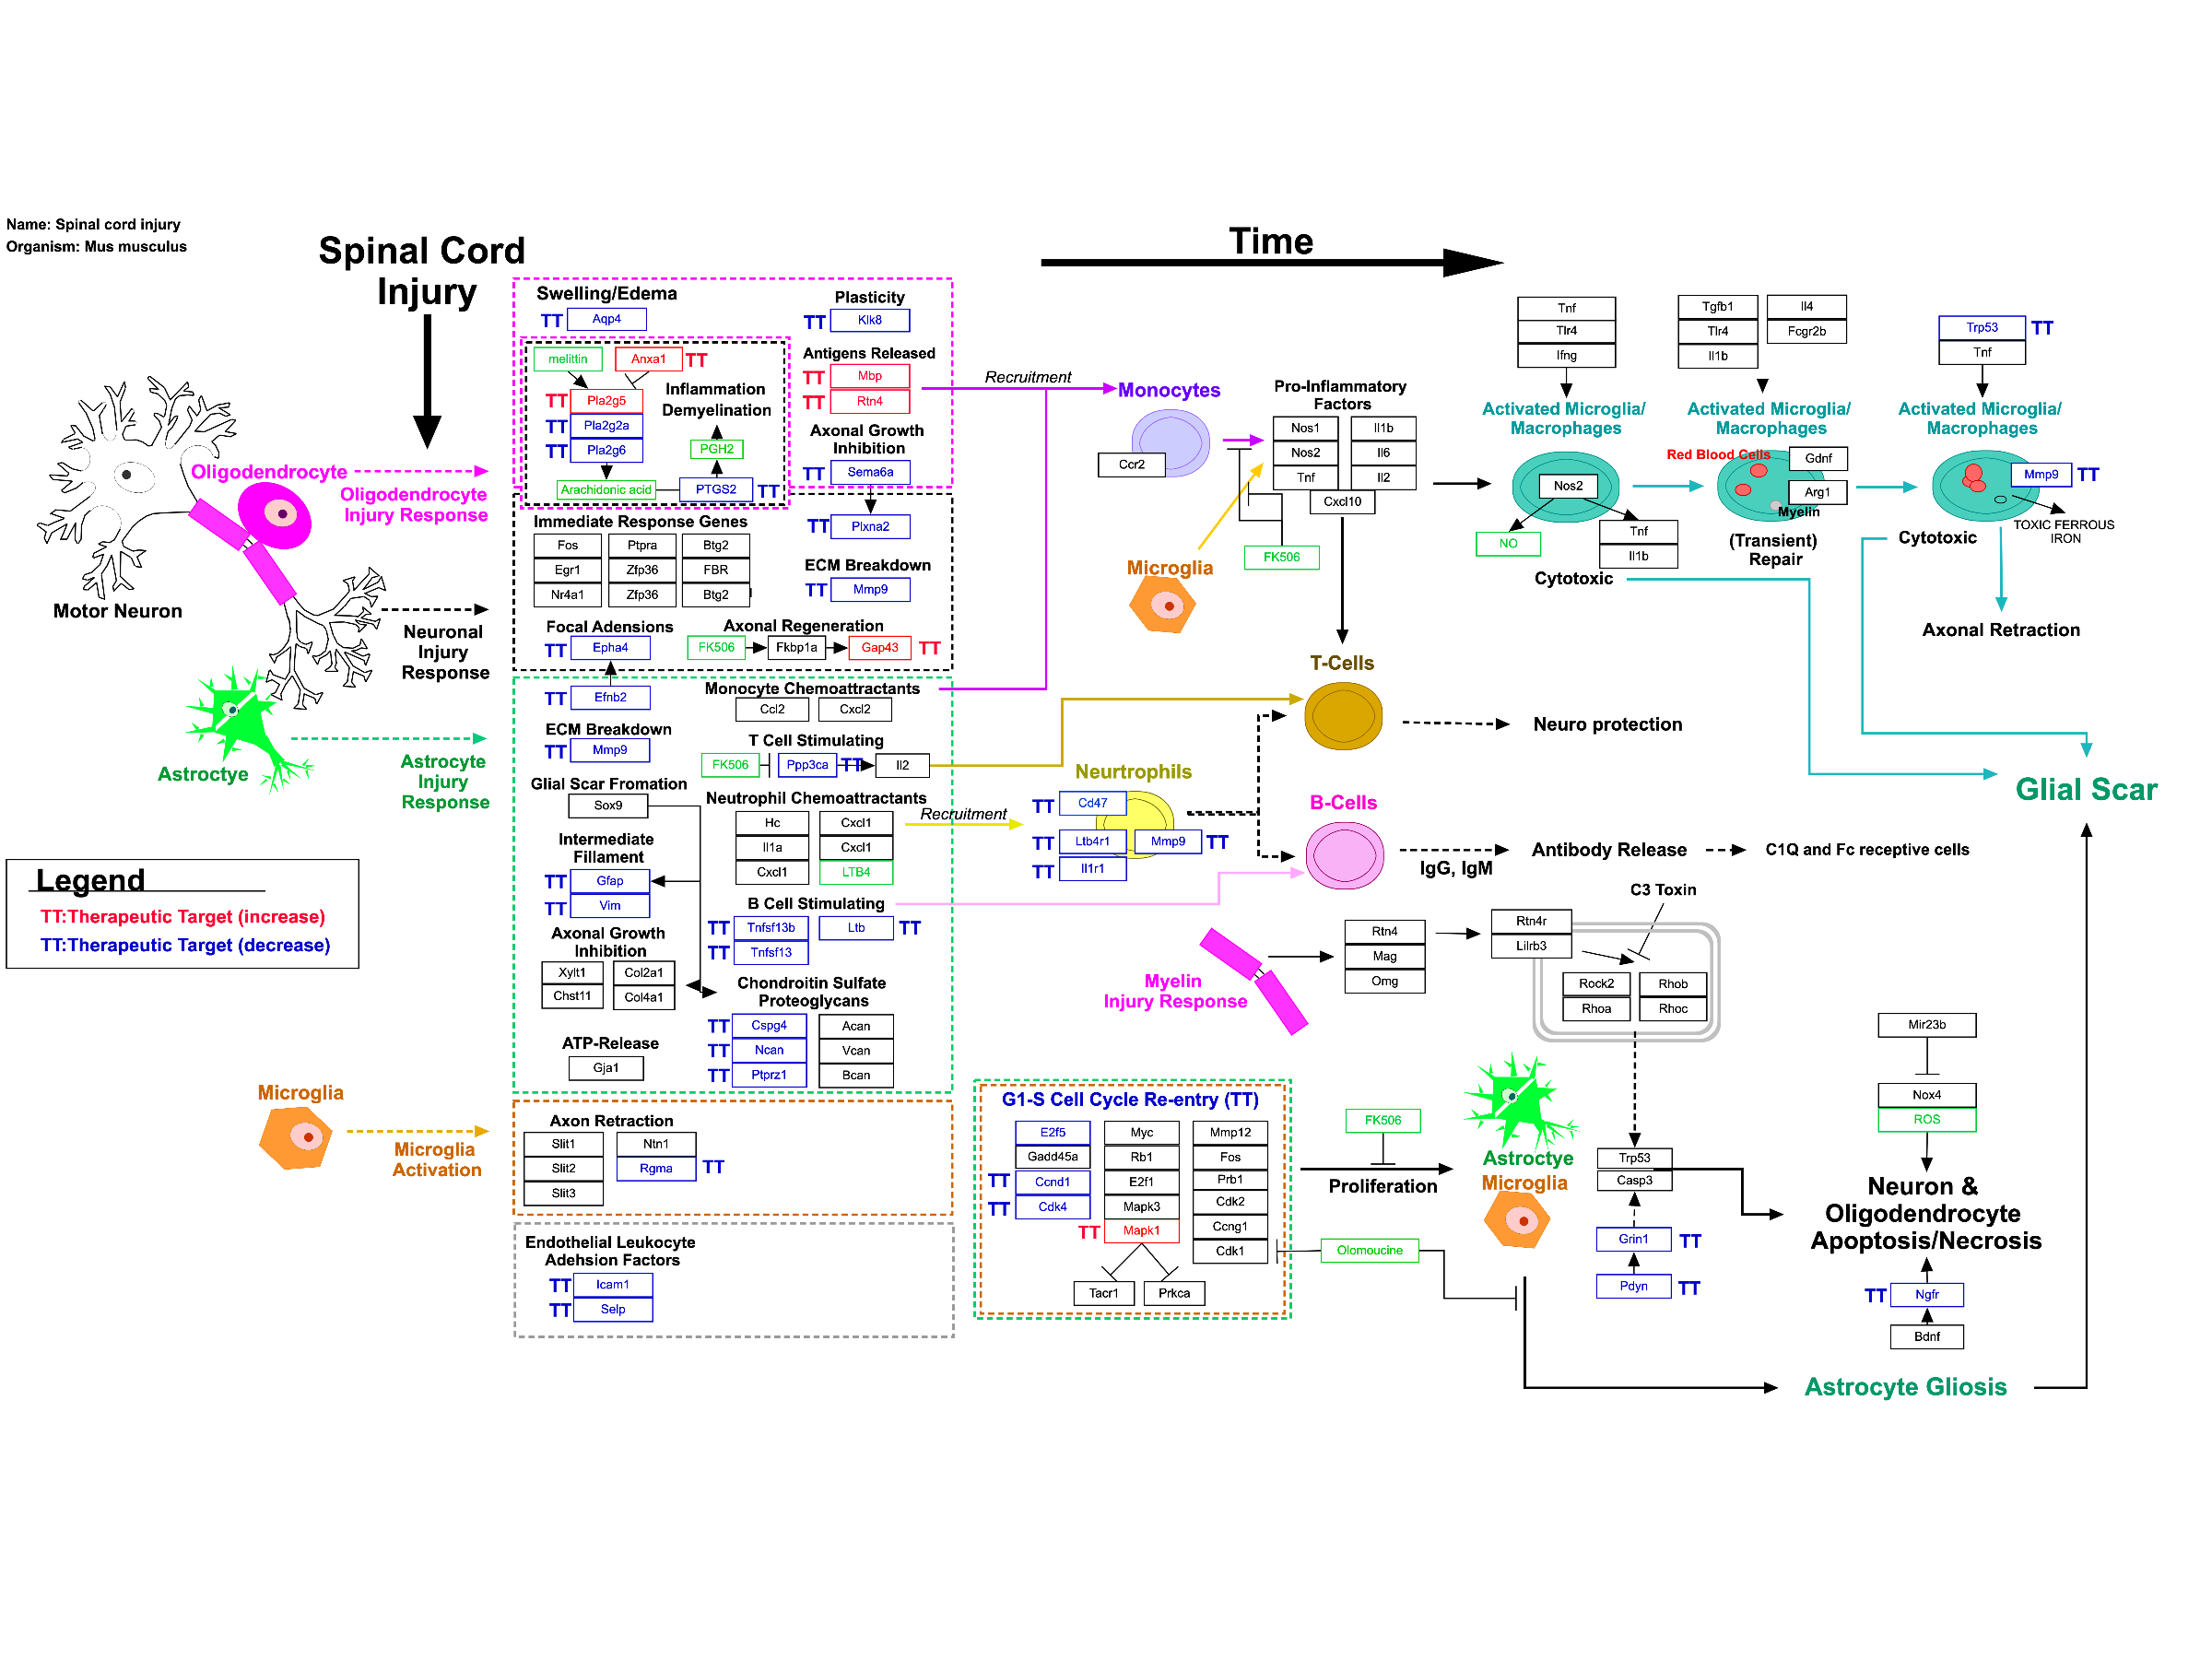 Name: Spinal cord injury
Organism: Mus musculus
Spinal Cord
Injury
Time
Oligodendrocyte
Oligodendrocyte
Injury Response
Motor Neuron
Neuronal
Injury
Response
Astroctye
Astrocyte
Injury
Response
Legend
TT:Therapeutic Target (increase)
TT:Therapeutic Target (decrease)
Microglia
Microglia
Activation
Swelling/Edema
TT Aqp4
Plasticity
TT Klk8
melittin
Anxa1 TT
TT Pla2g5
TT Pla2g2a
TT Pla2g6
Inflammation
Demyelination
PGH2
Arachidonic acid
PTGS2 TT
Antigens Released
TT Mbp
TT Rtn4
Axonal Growth
Inhibition
TT Sema6a
TT Plxna2
Immediate Response Genes
Fos Ptpra Btg2
Egr1 Zfp36 FBR
Nr4a1 Zfp36 Btg2
ECM Breakdown
TT Mmp9
Focal Adensions
TT Epha4
Axonal Regeneration
FK506 Fkbp1a Gap43 TT
TT Efnb2
Monocyte Chemoattractants
Ccl2 Cxcl2
ECM Breakdown
TT Mmp9
T Cell Stimulating
FK506 Ppp3ca TT Il2
Glial Scar Fromation
Sox9
Neutrophil Chemoattractants
Hc Cxcl1
Il1a Cxcl1
Cxcl1 LTB4
Intermediate
Fillament
TT Gfap
TT Vim
B Cell Stimulating
TT Tnfsf13b Ltb TT
TT Tnfsf13
Axonal Growth
Inhibition
Xylt1 Col2a1
Chst11 Col4a1
Chondroitin Sulfate
Proteoglycans
TT Cspg4 Acan
TT Ncan Vcan
TT Ptprz1 Bcan
ATP-Release
Gja1
Axon Retraction
Slit1 Ntn1
Slit2 Rgma TT
Slit3
Endothelial Leukocyte
Adehsion Factors
TT Icam1
TT Selp
Recruitment
Monocytes
Ccr2
Microglia
Pro-Inflammatory
Factors
Nos1 Il1b
Nos2 Il6
Tnf Il2
Cxcl10
FK506
T-Cells
Neuro protection
Recruitment
Neurtrophils
TT Cd47
TT Ltb4r1 Mmp9 TT
TT Il1r1
B-Cells
IgG, IgM
Antibody Release
C1Q and Fc receptive cells
Tnf
Tlr4
Ifng
Activated Microglia/
Macrophages
Nos2
NO
Tnf
Il1b
Cytotoxic
Tgfb1 Il4
Tlr4 Fcgr2b
Il1b
Activated Microglia/
Macrophages
Red Blood Cells
Gdnf
Arg1
Myelin
(Transient)
Repair
Trp53 TT
Tnf
Activated Microglia/
Macrophages
Mmp9 TT
TOXIC FERROUS
IRON
Cytotoxic
Axonal Retraction
Glial Scar
Myelin
Injury Response
Rtn4
Mag
Omg
C3 Toxin
Rtn4r
Lilrb3
Rock2 Rhob
Rhoa Rhoc
G1-S Cell Cycle Re-entry (TT)
E2f5 Myc Mmp12
Gadd45a Rb1 Fos
TT Ccnd1 E2f1 Prb1
TT Cdk4 Mapk3 Cdk2
TT Mapk1 Ccng1
Cdk1
Tacr1 Prkca
FK506
Proliferation
Olomoucine
Astroctye
Microglia
Trp53
Casp3
Grin1 TT
Pdyn TT
Mir23b
Nox4
ROS
Neuron &
Oligodendrocyte
Apoptosis/Necrosis
TT Ngfr
Bdnf
Astrocyte Gliosis